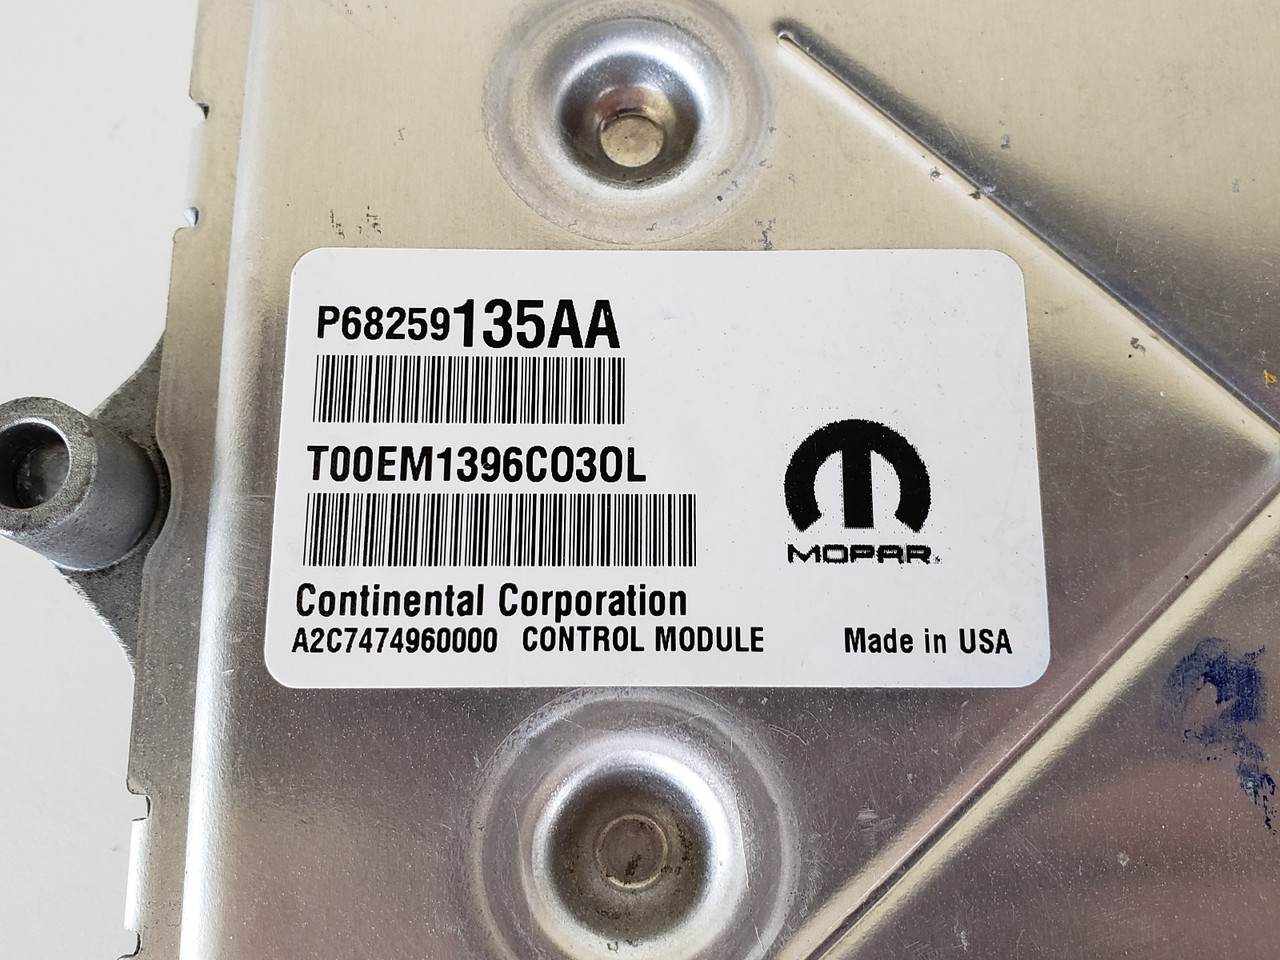 P68259135AA
T00EM1396C030L
Continental Corporation
A2C7474960000 CONTROL MODULE Made in USA
MOPAR